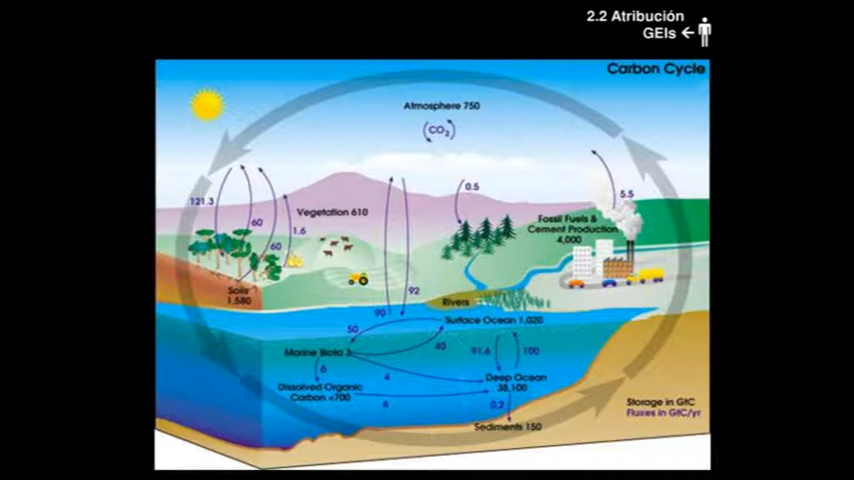 2.2 Atribución
GEIs
Carbon Cycle
Atmosphere 750
CO2
121.3
60
60
1.6
Vegetation 610
0.5
5.5
Fossil Fuels &
Cement Production
4,000
Soils
1,580
90
92
Rivers
Surface Ocean 1,020
50
40
91.6
100
Marine Biota 3
6
4
Deep Ocean
38,100
Dissolved Organic
Carbon <700
6
0.2
Sediments 150
Storage in GtC
Fluxes in GtC/yr